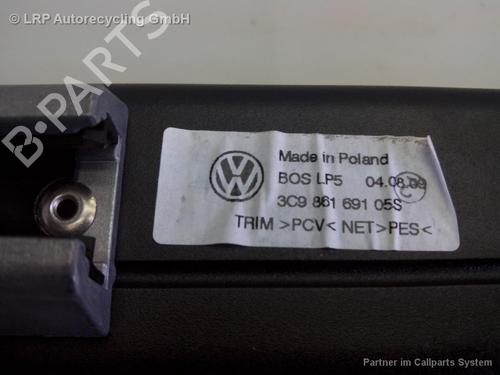 LRP Autorecycling GmbH
B-PARTS
Made in Poland
BOS LP5 04.08.09
3C9 861 691 05S
TRIM >PCV< NET>PES<
Partner im Callparts System